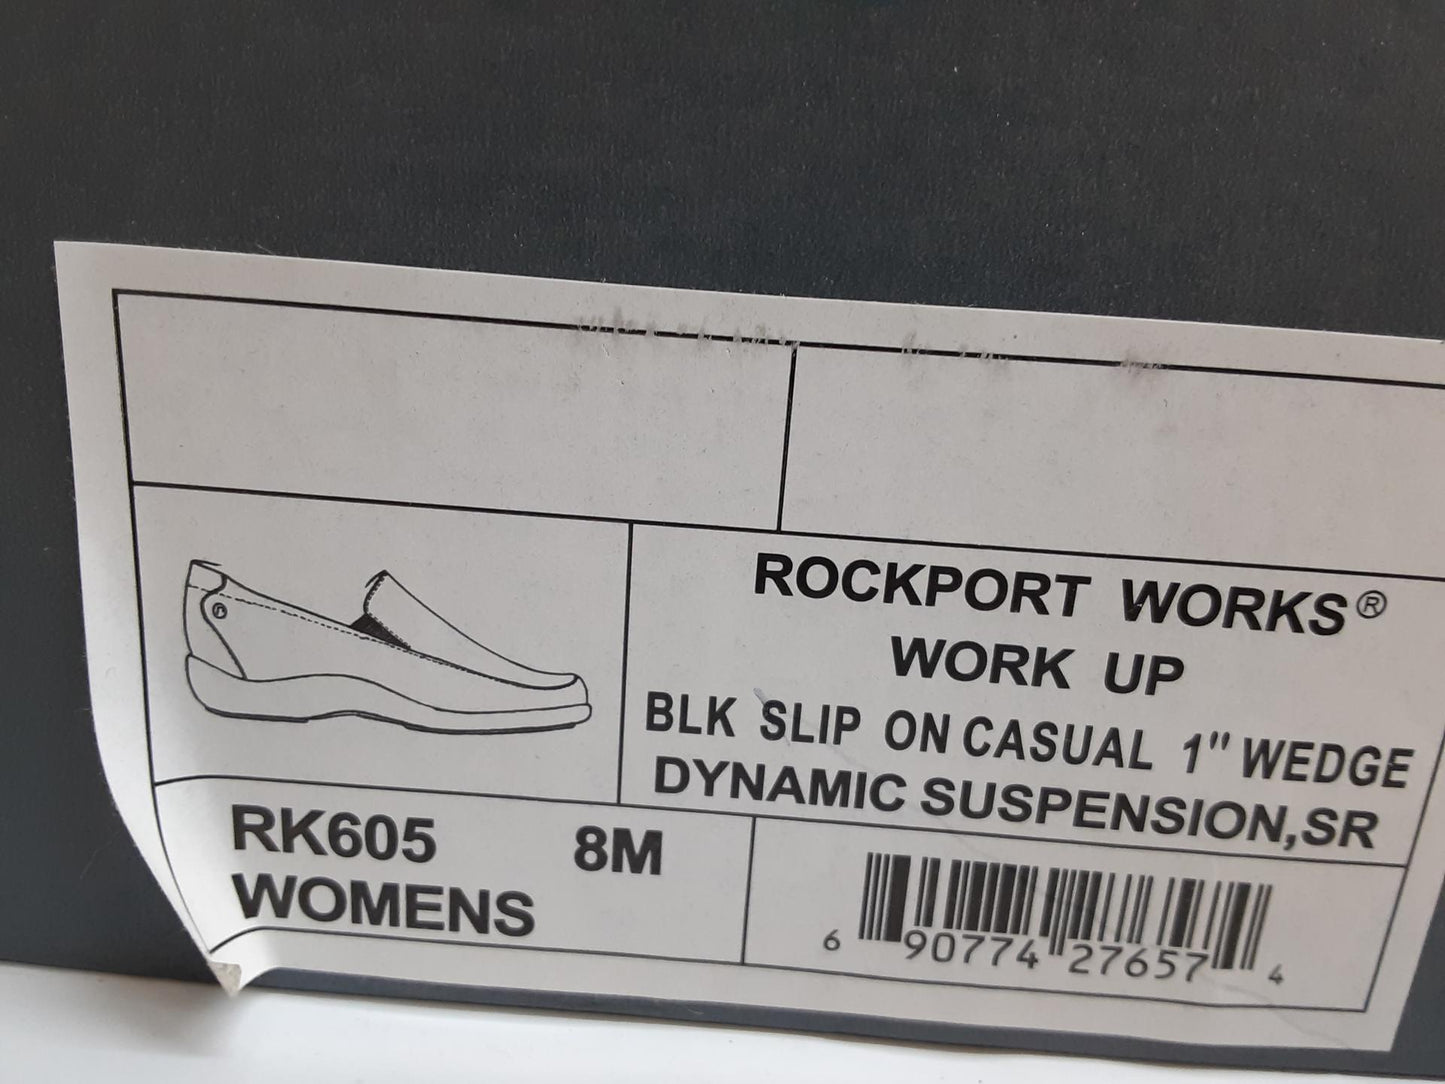 ROCKPORT WORKS®
WORK UP
BLK SLIP ON CASUAL 1" WEDGE
DYNAMIC SUSPENSION,SR
RK605 8M
WOMENS
6 90774 27657 4